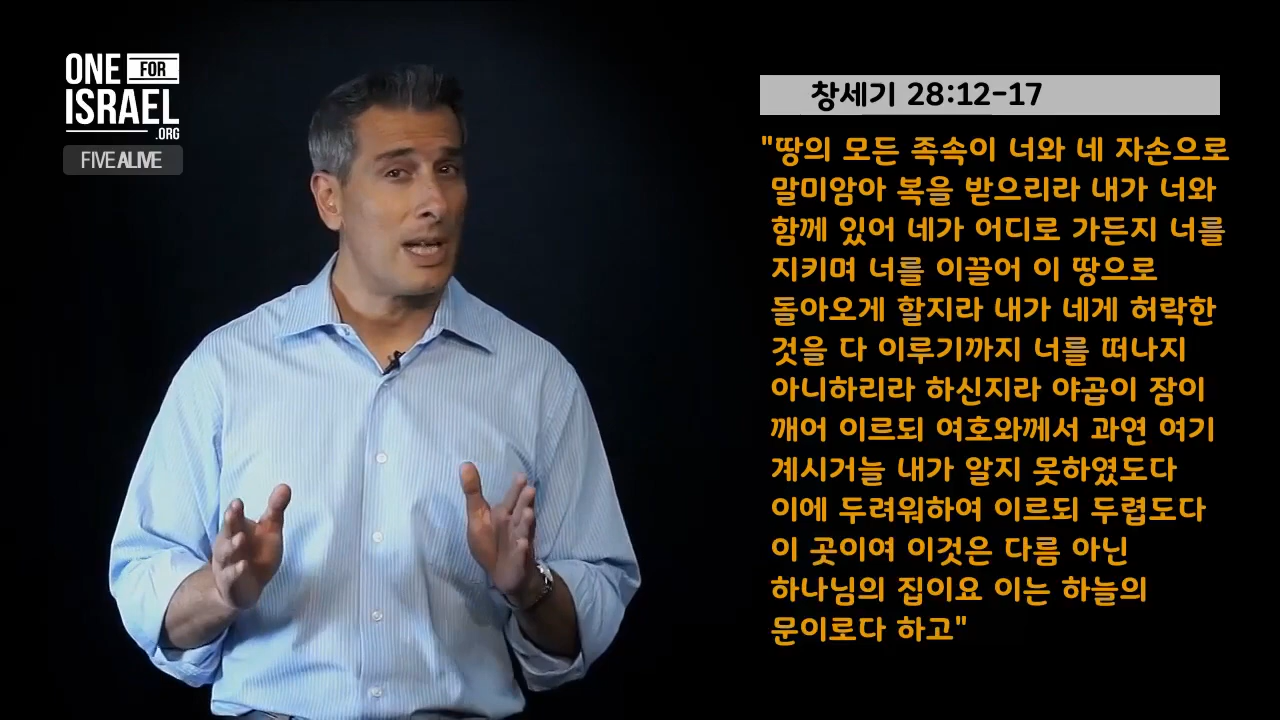 ONE FOR
ISRAEL
.ORG
FIVEALIVE
창세기 28:12-17
"땅의 모든 족속이 너와 네 자손으로
말미암아 복을 받으리라 내가 너와
함께 있어 네가 어디로 가든지 너를
지키며 너를 이끌어 이 땅으로
돌아오게 할지라 내가 네게 허락한
것을 다 이루기까지 너를 떠나지
아니하리라 하신지라 야곱이 잠이
깨어 이르되 여호와께서 과연 여기
계시거늘 내가 알지 못하였도다
이에 두려워하여 이르되 두렵도다
이 곳이여 이것은 다름 아닌
하나님의 집이요 이는 하늘의
문이로다 하고"